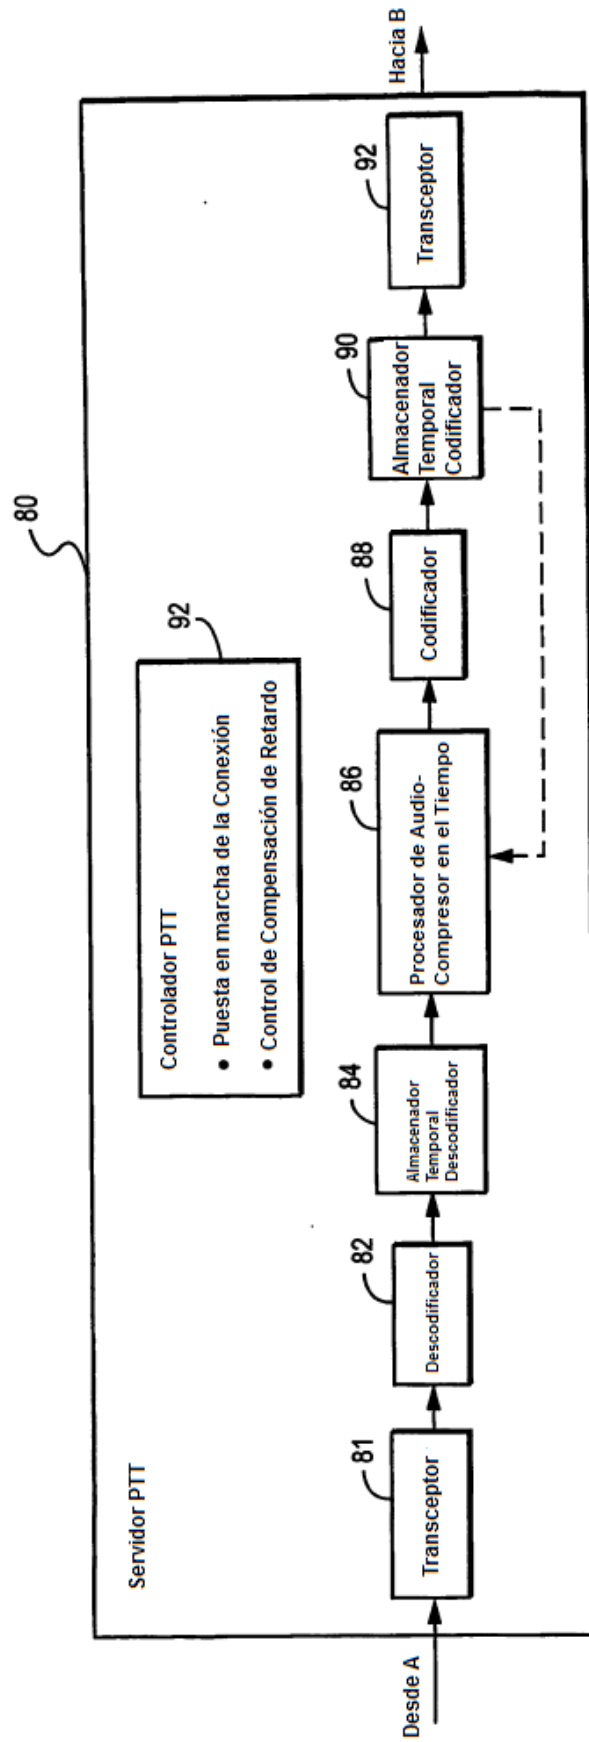 80
Servidor PTT
Controlador PTT
• Puesta en marcha de la Conexión
• Control de Compensación de Retardo
92
Desde A
81
Transceptor
82
Descodificador
84
Almacenador
Temporal
Descodificador
86
Procesador de Audio-
Compresor en el Tiempo
88
Codificador
90
Almacenador
Temporal
Codificador
92
Transceptor
Hacia B